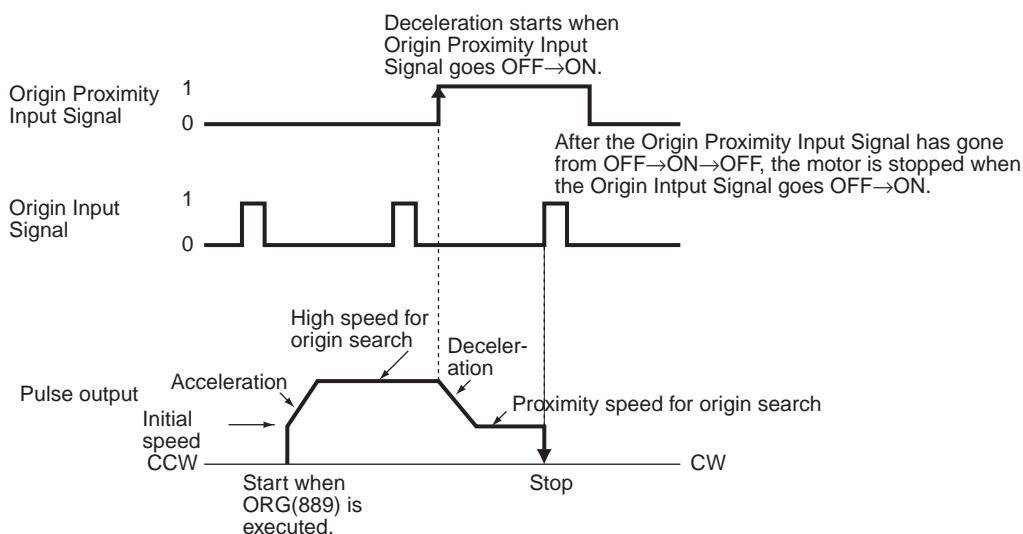 Deceleration starts when
Origin Proximity Input
Signal goes OFF→ON.
Origin Proximity
Input Signal
1
0
After the Origin Proximity Input Signal has gone
from OFF→ON→OFF, the motor is stopped when
the Origin Intput Signal goes OFF→ON.
Origin Input
Signal
1
0
High speed for
origin search
Deceler-
ation
Acceleration
Pulse output
Proximity speed for origin search
Initial
speed
CCW
CW
Start when
ORG(889) is
executed.
Stop